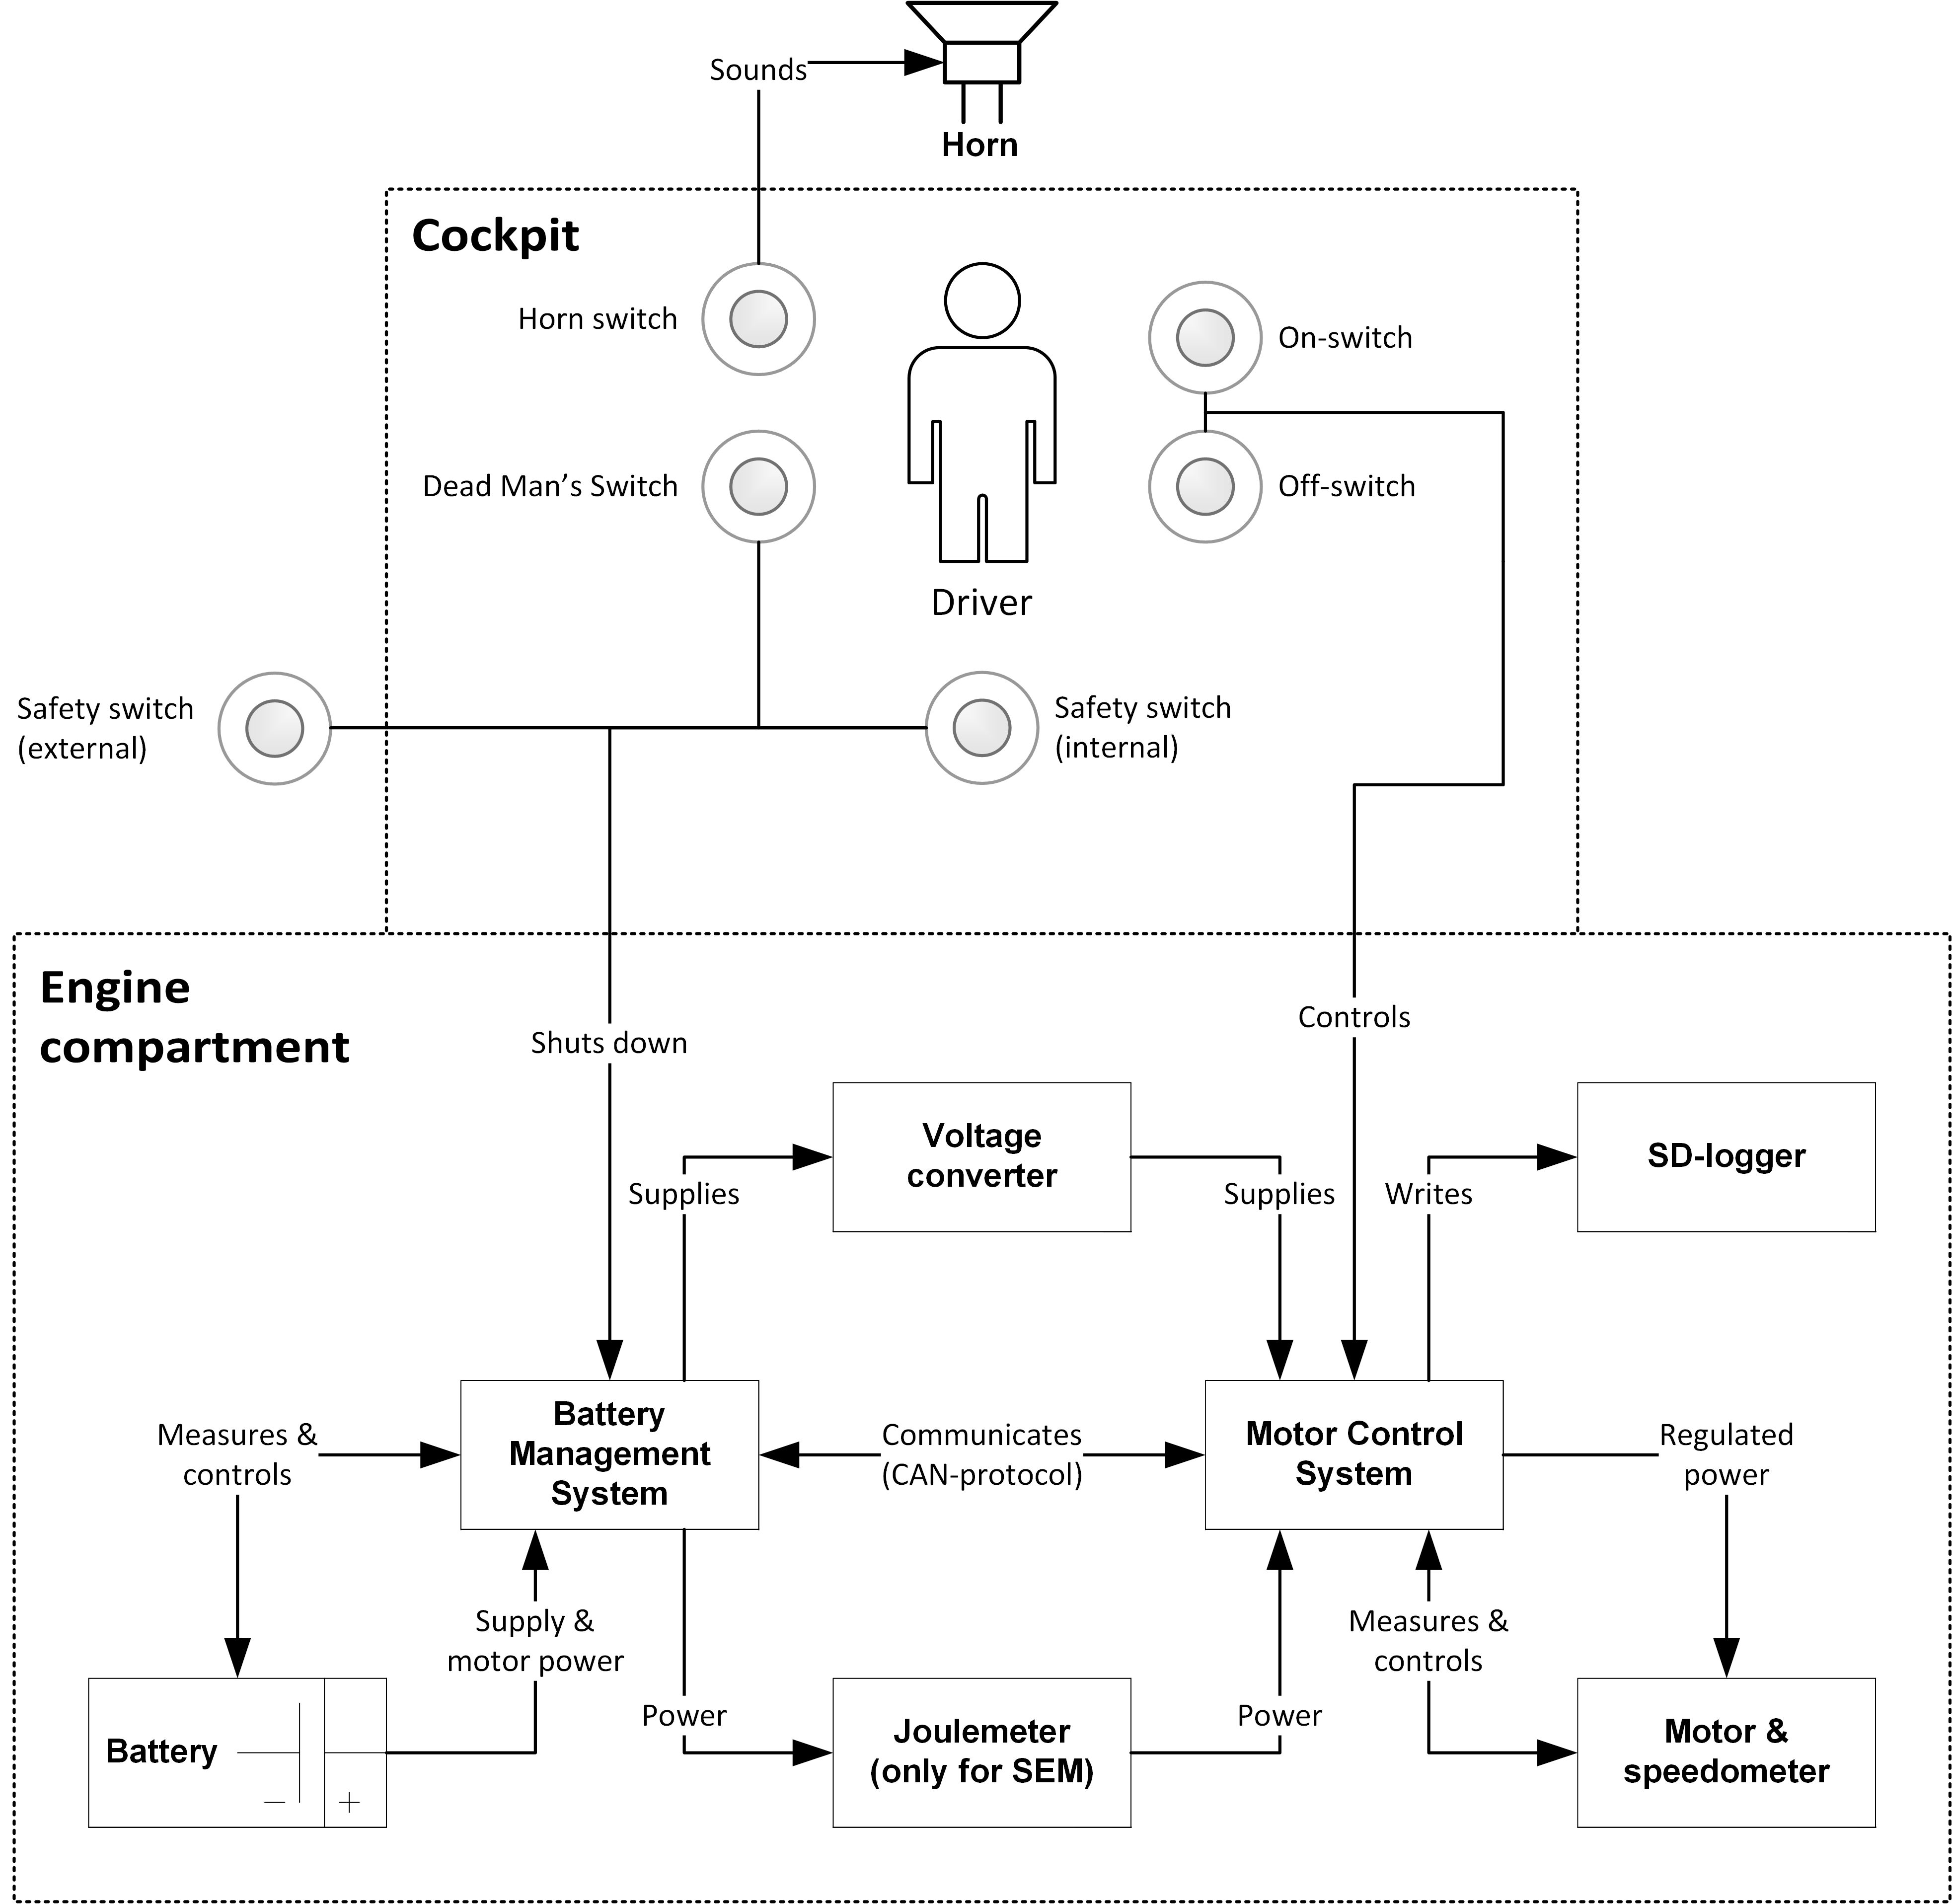 Sounds
Horn
Cockpit
Horn switch
On-switch
Dead Man’s Switch
Off-switch
Driver
Safety switch
(external)
Safety switch
(internal)
Engine
compartment
Shuts down
Controls
Voltage
converter
SD-logger
Supplies
Supplies
Writes
Measures &
controls
Battery
Management
System
Communicates
(CAN-protocol)
Motor Control
System
Regulated
power
Supply &
motor power
Measures &
controls
Power
Power
Battery
− +
Joulemeter
(only for SEM)
Motor &
speedometer